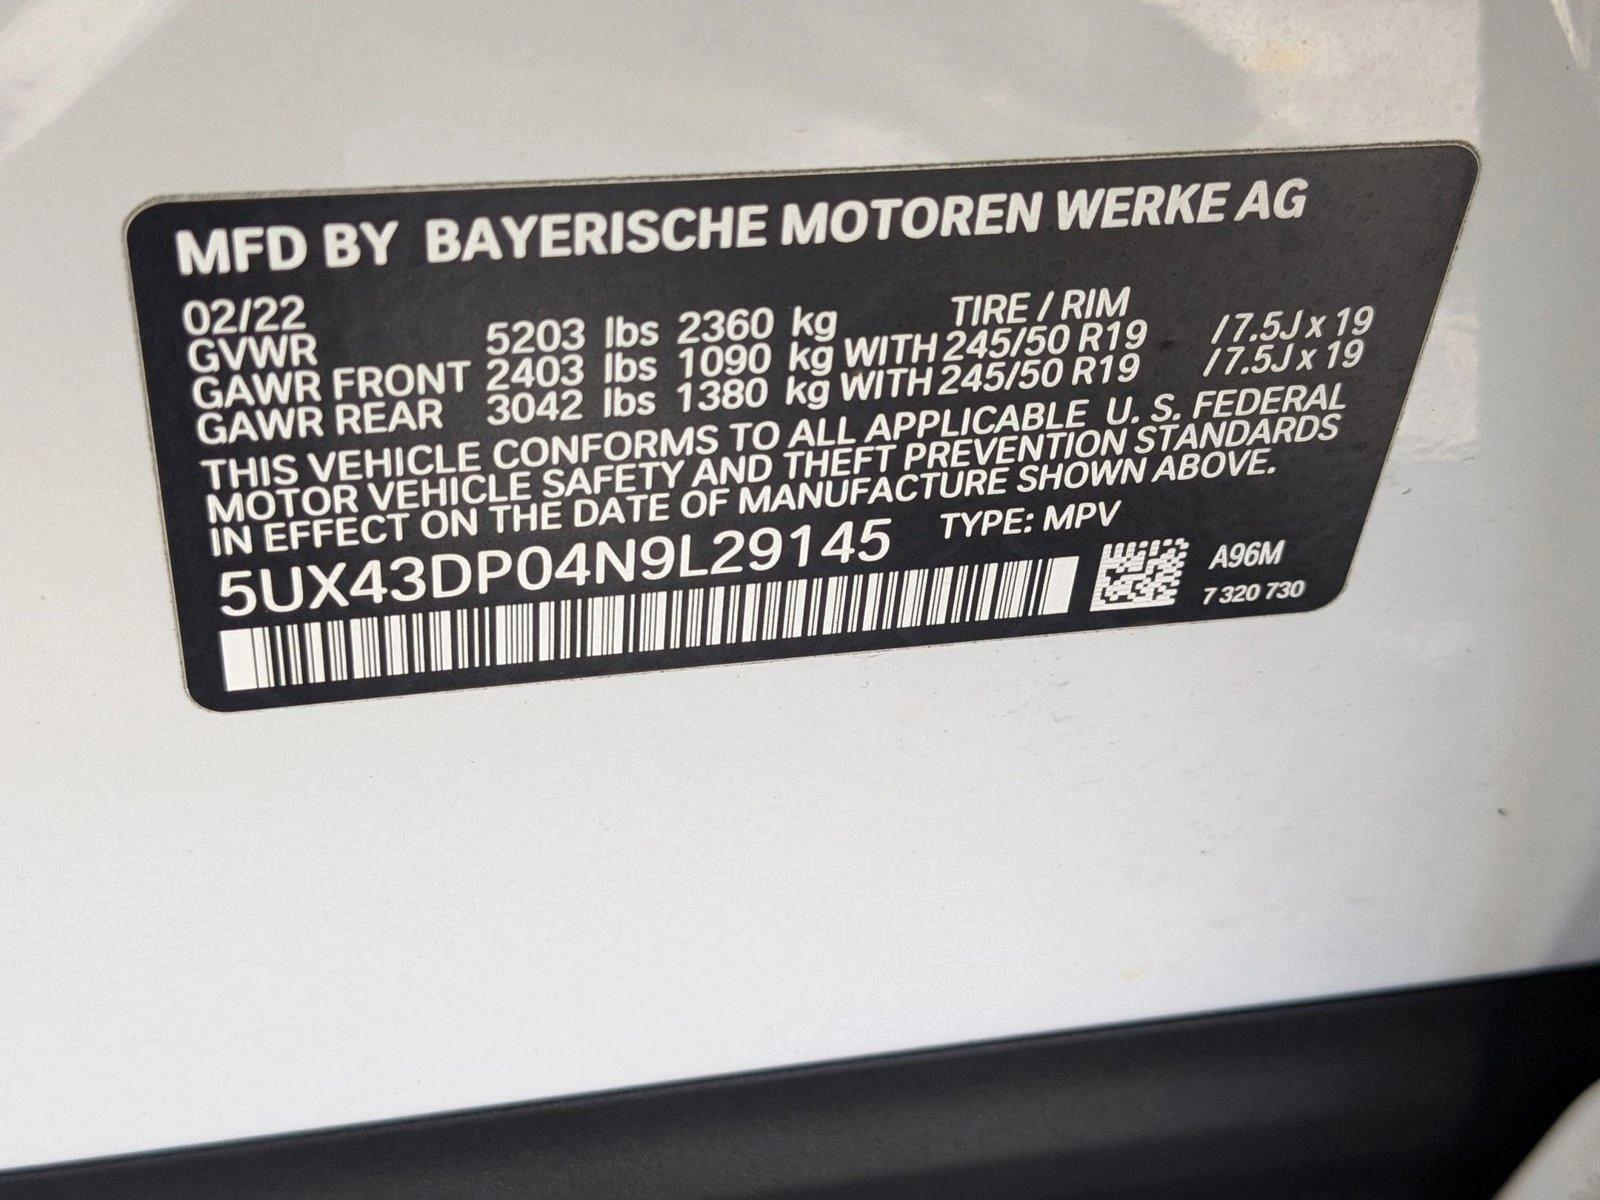 MFD BY BAYERISCHE MOTOREN WERKE AG
02/22 TIRE / RIM
GVWR 5203 lbs 2360 kg
GAWR FRONT 2403 lbs 1090 kg WITH 245/50 R19 /7.5J x 19
GAWR REAR 3042 lbs 1380 kg WITH 245/50 R19 /7.5J x 19
THIS VEHICLE CONFORMS TO ALL APPLICABLE U. S. FEDERAL
MOTOR VEHICLE SAFETY AND THEFT PREVENTION STANDARDS
IN EFFECT ON THE DATE OF MANUFACTURE SHOWN ABOVE.
5UX43DP04N9L29145 TYPE: MPV
A96M
7 320 730